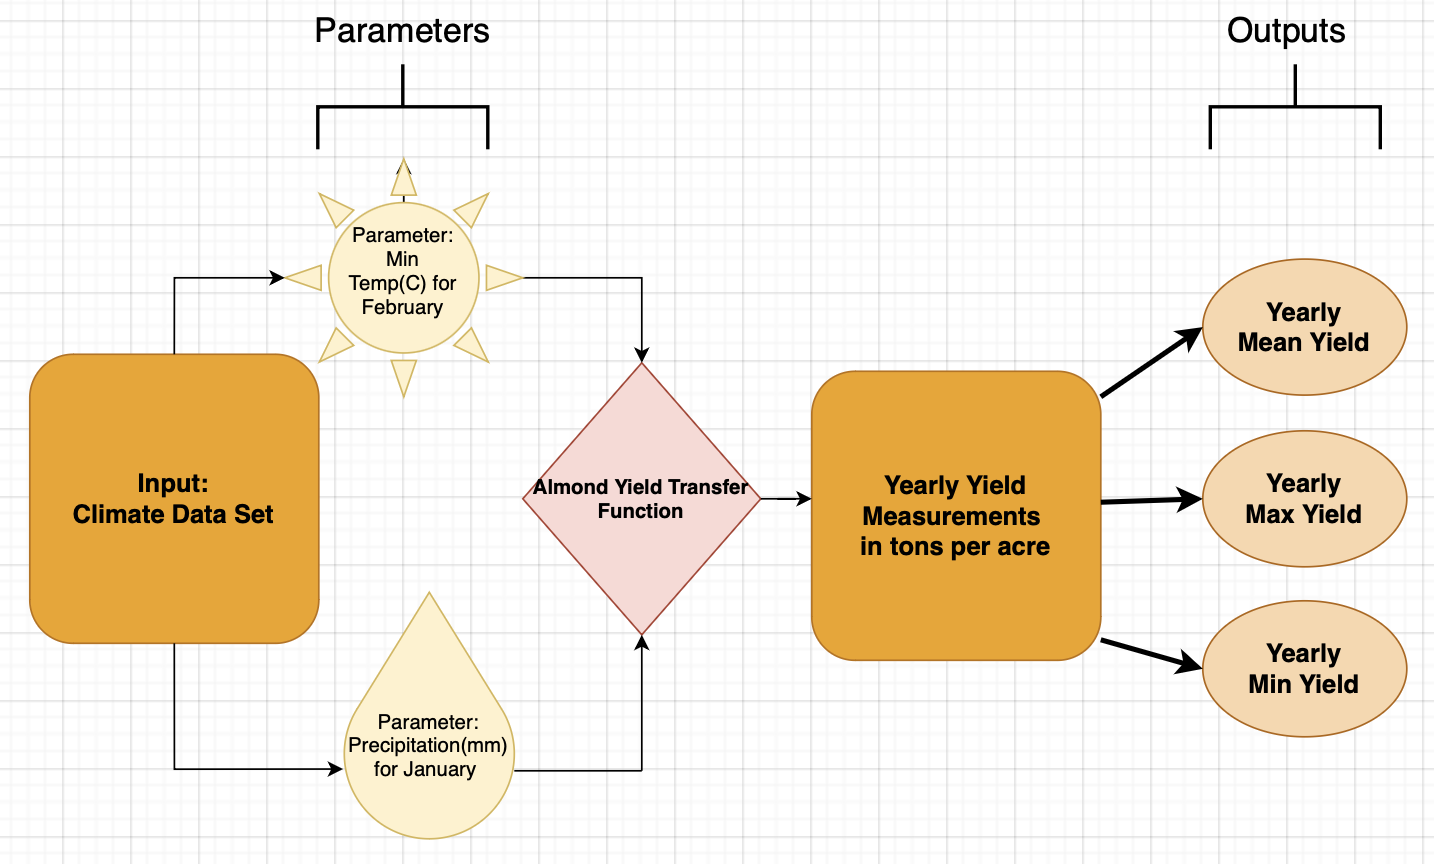 Parameters
Outputs
Parameter:
Min
Temp(C) for
February
Input:
Climate Data Set
Almond Yield Transfer
Function
Parameter:
Precipitation(mm)
for January
Yearly Yield
Measurements
in tons per acre
Yearly
Mean Yield
Yearly
Max Yield
Yearly
Min Yield